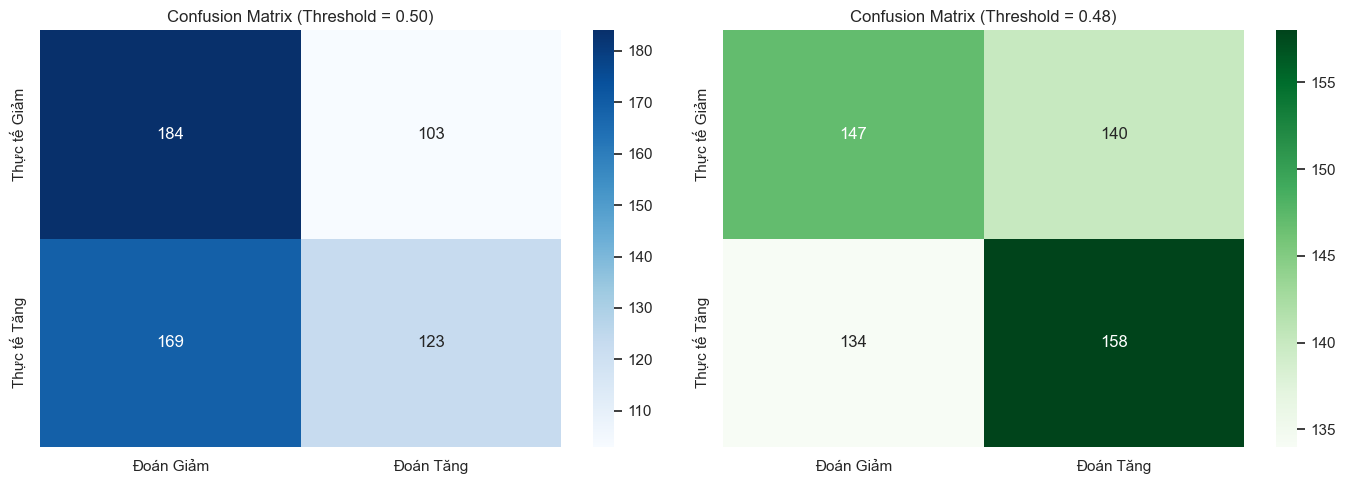 Confusion Matrix (Threshold = 0.50)
Thực tế Giảm
Thực tế Tăng
184
103
169
123
Đoán Giảm
Đoán Tăng
180
170
160
150
140
130
120
110
Confusion Matrix (Threshold = 0.48)
Thực tế Giảm
Thực tế Tăng
147
140
134
158
Đoán Giảm
Đoán Tăng
155
150
145
140
135